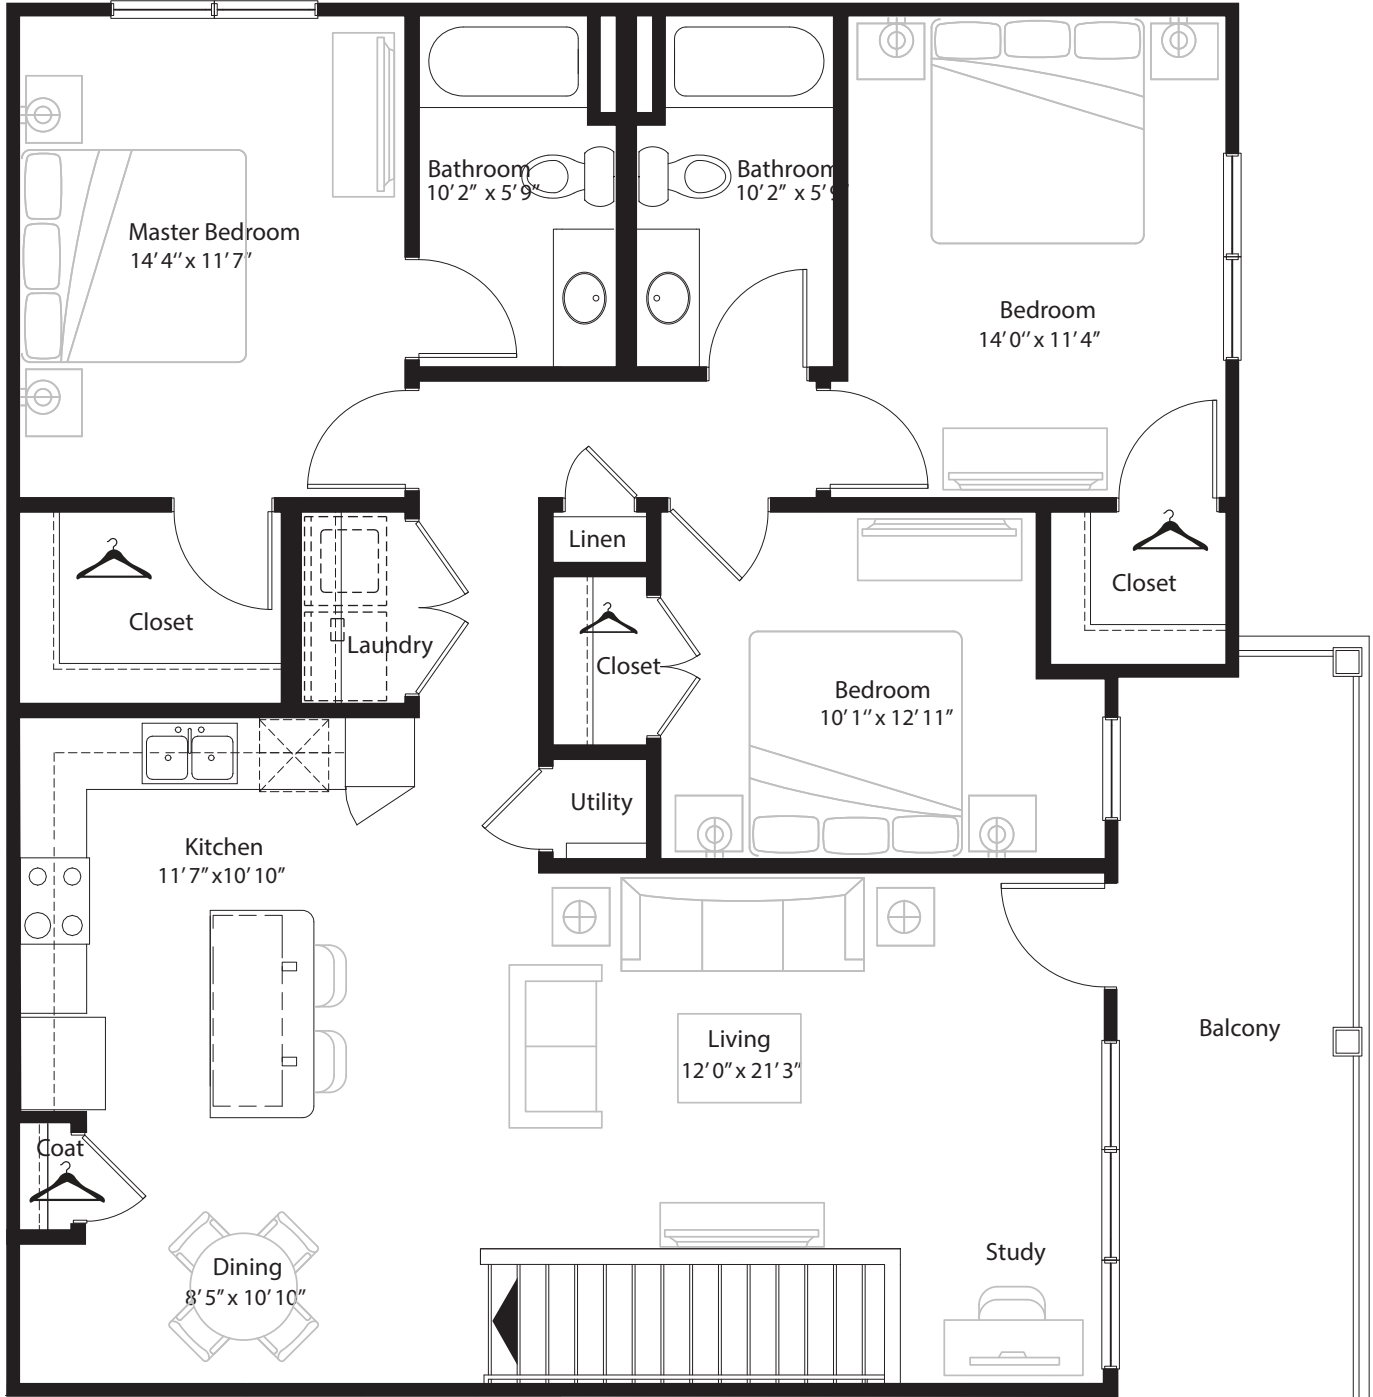 Bathroom
10' 2" x 5' 9"
Bathroom
10' 2" x 5' 9"
Master Bedroom
14' 4" x 11' 7"
Bedroom
14' 0" x 11' 4"
Linen
Closet
Closet
Laundry
Closet
Bedroom
10' 1" x 12' 11"
Utility
Kitchen
11' 7" x10' 10"
Balcony
Living
12' 0" x 21' 3"
Coat
Study
Dining
8' 5" x 10' 10"